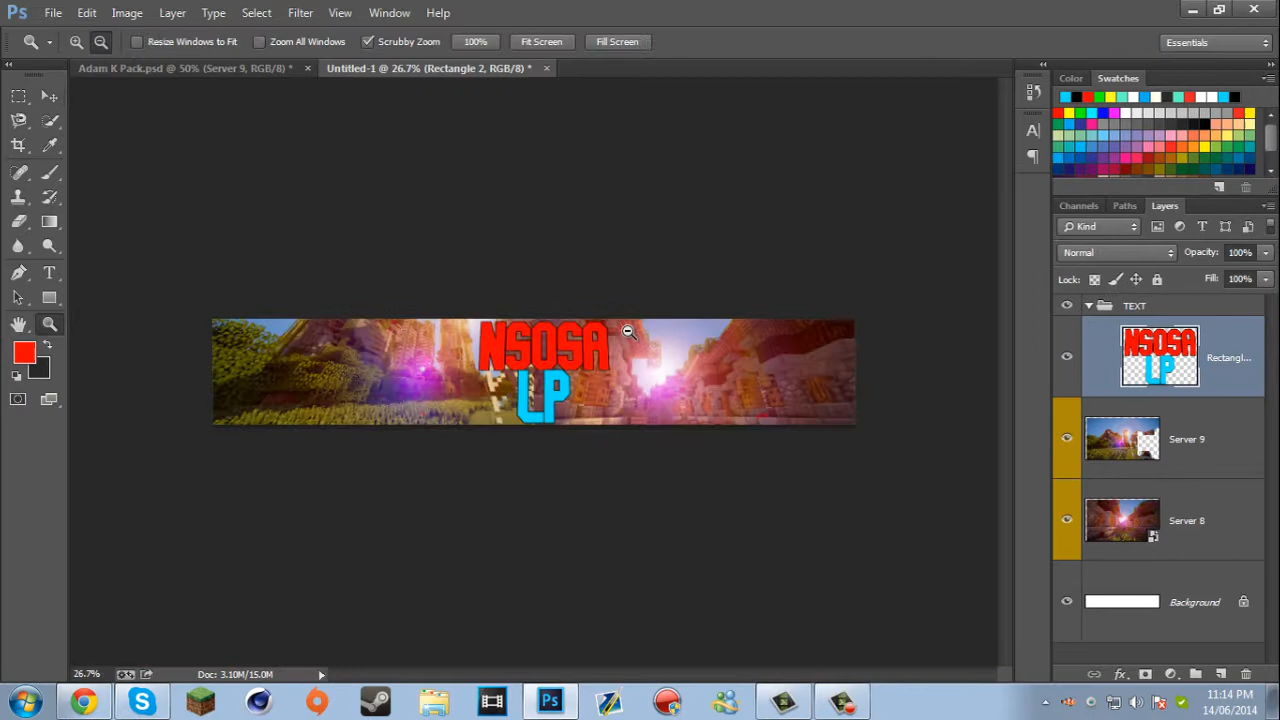 Ps File Edit Image Layer Type Select Filter 3D View Window Help
Resize Windows to Fit Zoom All Windows Scrubby Zoom 100% Fit Screen Fill Screen Essentials
Adam K Pack.psd @ 50% (Server 9, RGB/8) * × Untitled-1 @ 26.7% (Rectangle 2, RGB/8) * ×
Color Swatches
Channels Paths Layers
Kind
Normal Opacity: 100%
Lock: Fill: 100%
TEXT
NSOSA
LP
NSOSA
LP
Rectangl...
Server 9
Server 8
Background
26.7% Doc: 3.10M/15.0M
Ps
11:14 PM
14/06/2014